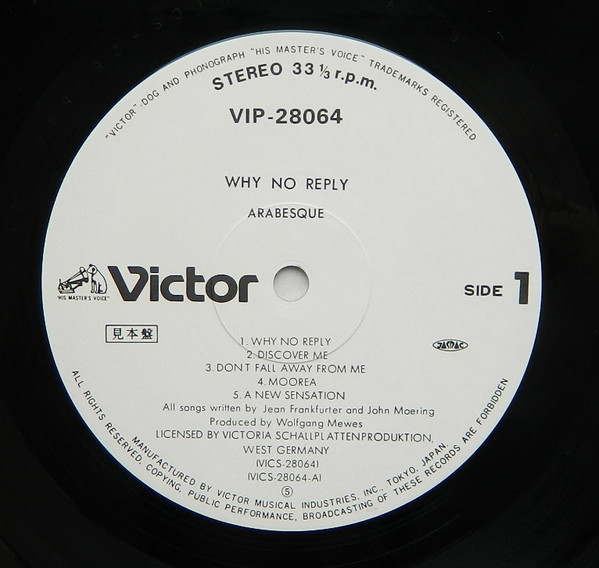 "VICTOR"-DOG AND PHONOGRAPH "HIS MASTER'S VOICE" TRADEMARKS REGISTERED
STEREO 33 ⅓ r.p.m.
VIP-28064
WHY NO REPLY
ARABESQUE
"HIS MASTER'S VOICE"
Victor
SIDE 1
見本盤
JASRAC
1. WHY NO REPLY
2. DISCOVER ME
3. DON'T FALL AWAY FROM ME
4. MOOREA
5. A NEW SENSATION
All songs written by Jean Frankfurter and John Moering
Produced by Wolfgang Mewes
LICENSED BY VICTORIA SCHALLPLATTENPRODUKTION,
WEST GERMANY
(VICS-28064)
(VICS-28064-A)
⑤
ALL RIGHTS RESERVED. COPYING, PUBLIC PERFORMANCE, BROADCASTING OF THESE RECORDS ARE FORBIDDEN
MANUFACTURED BY VICTOR MUSICAL INDUSTRIES, INC., TOKYO, JAPAN.